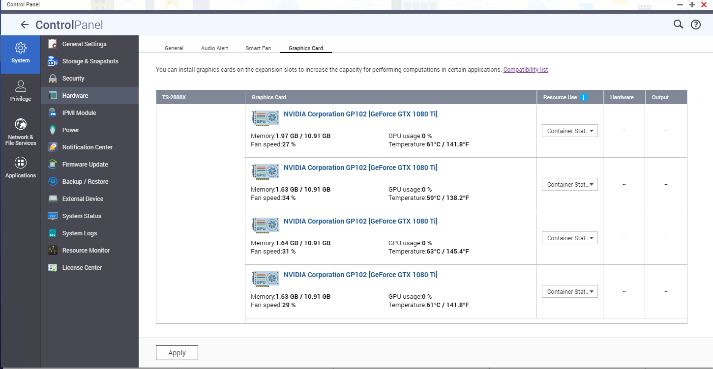 Control Panel
ControlPanel
System
Privilege
Network &
File Services
Applications
General Settings
Storage & Snapshots
Security
Hardware
IPMI Module
Power
Notification Center
Firmware Update
Backup / Restore
External Device
System Status
System Logs
Resource Monitor
License Center
General Audio Alert Smart Fan Graphics Card
You can install graphics cards on the expansion slots to increase the capacity for performing computations in certain applications. Compatibility list
TS-2888X Graphics Card Resource Use Hardware Output
NVIDIA Corporation GP102 [GeForce GTX 1080 Ti]
Memory:1.97 GB / 10.91 GB GPU usage:0 %
Fan speed:27 % Temperature:61°C / 141.8°F
Container Stat... -- --
NVIDIA Corporation GP102 [GeForce GTX 1080 Ti]
Memory:1.63 GB / 10.91 GB GPU usage:0 %
Fan speed:34 % Temperature:59°C / 138.2°F
Container Stat... -- --
NVIDIA Corporation GP102 [GeForce GTX 1080 Ti]
Memory:1.64 GB / 10.91 GB GPU usage:0 %
Fan speed:31 % Temperature:63°C / 145.4°F
Container Stat... -- --
NVIDIA Corporation GP102 [GeForce GTX 1080 Ti]
Memory:1.63 GB / 10.91 GB GPU usage:0 %
Fan speed:29 % Temperature:61°C / 141.8°F
Container Stat... -- --
Apply